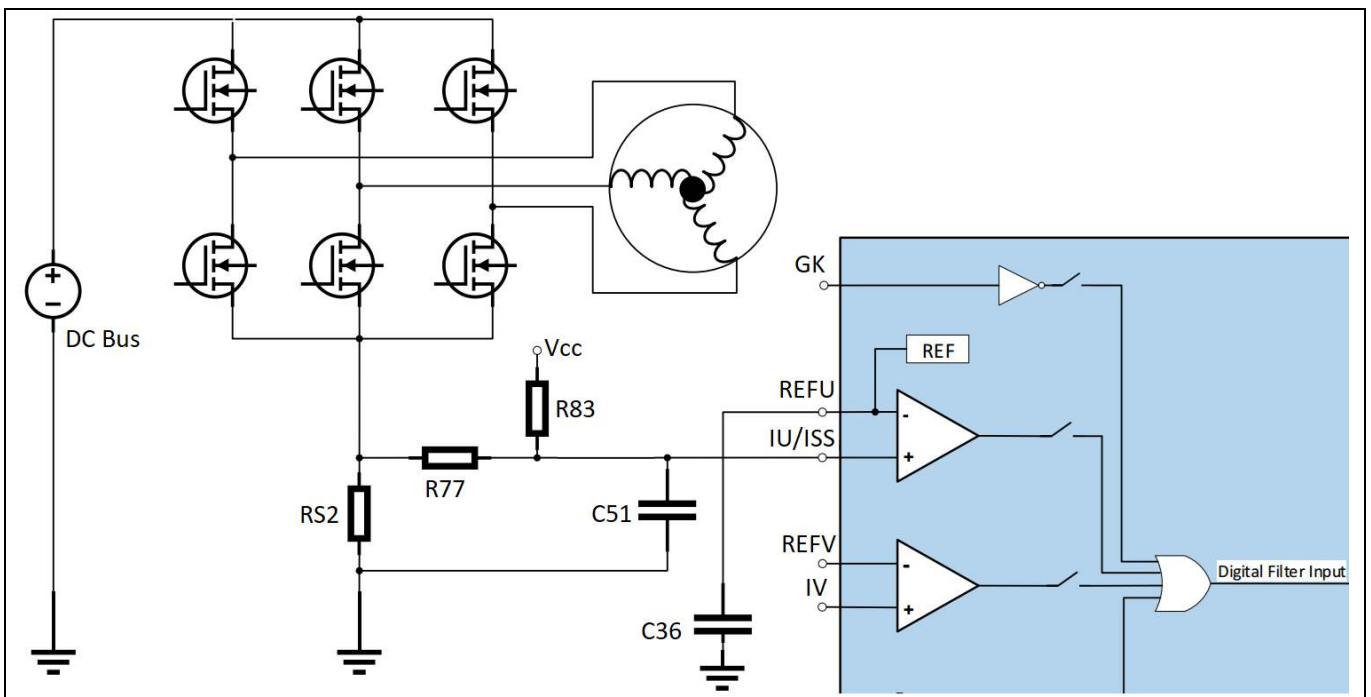 DC Bus
Vcc
R83
R77
RS2
C51
C36
GK
REF
REFU
IU/ISS
REFV
IV
Digital Filter Input